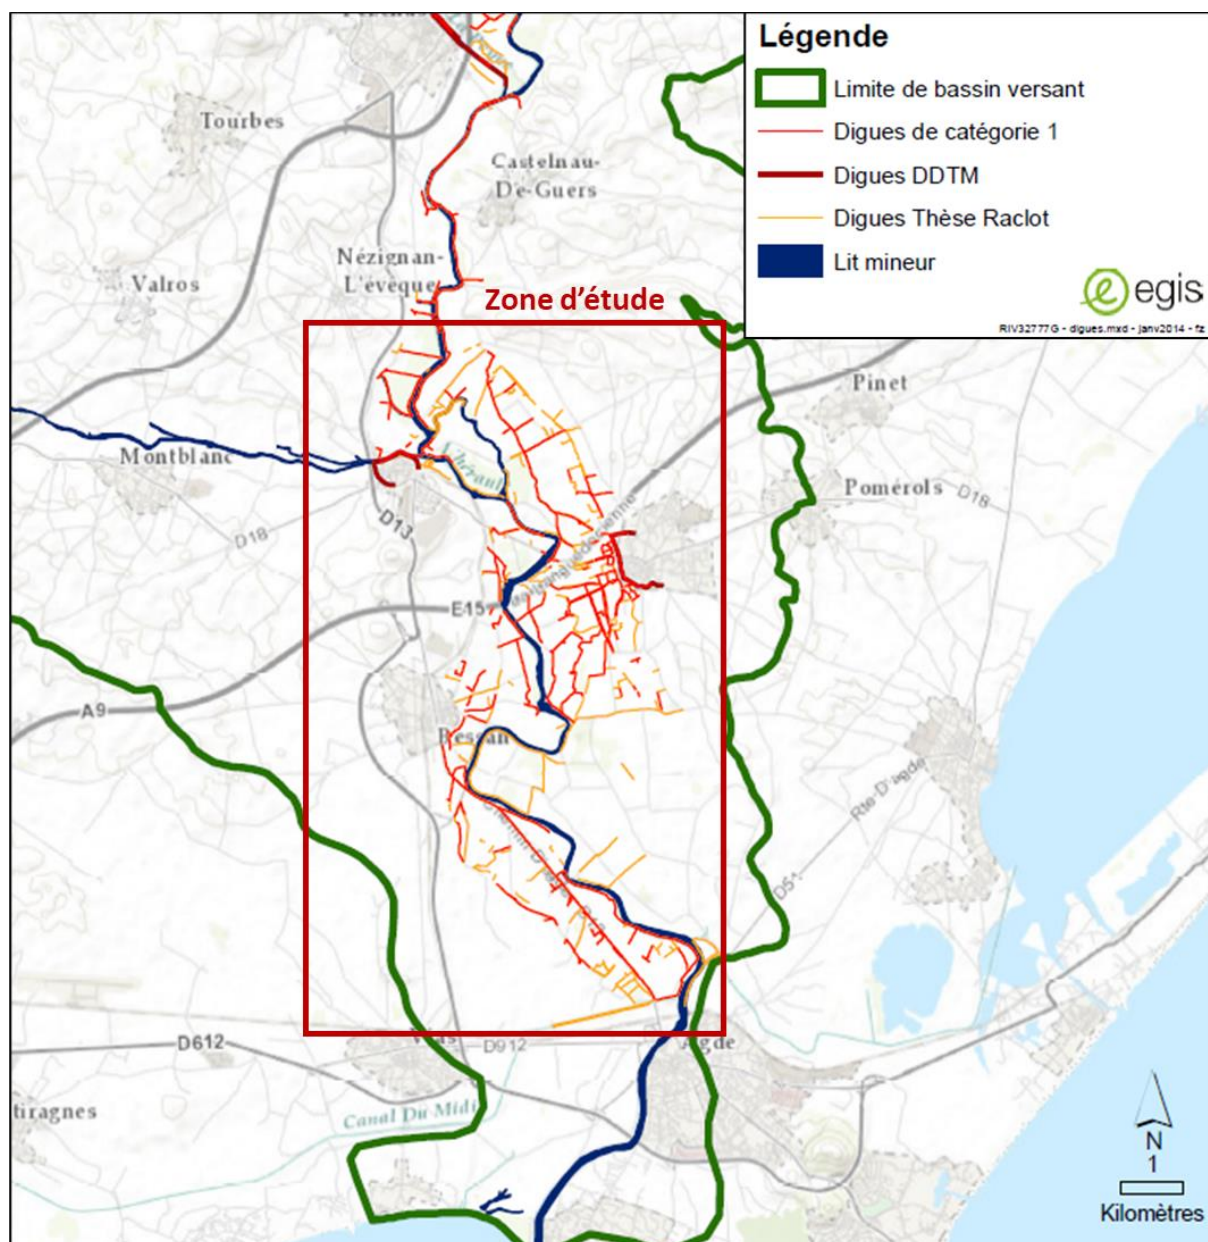 Légende
Limite de bassin versant
Digues de catégorie 1
Digues DDTM
Digues Thèse Raclot
Lit mineur
egis
RIV32777G - digues.mxd - janv2014 - fz
Tourbes
Castelnau-
De-Guers
Nézignan-
L'évêque
Valros
Zone d'étude
Pinet
Montblanc
L'hérault
Pomérols
D18
D13
D18
E15
A9
Bessan
Rte-D'agde
D51
D612
D912
Agde
tiragnes
Canal Du Midi
N
1
Kilomètres